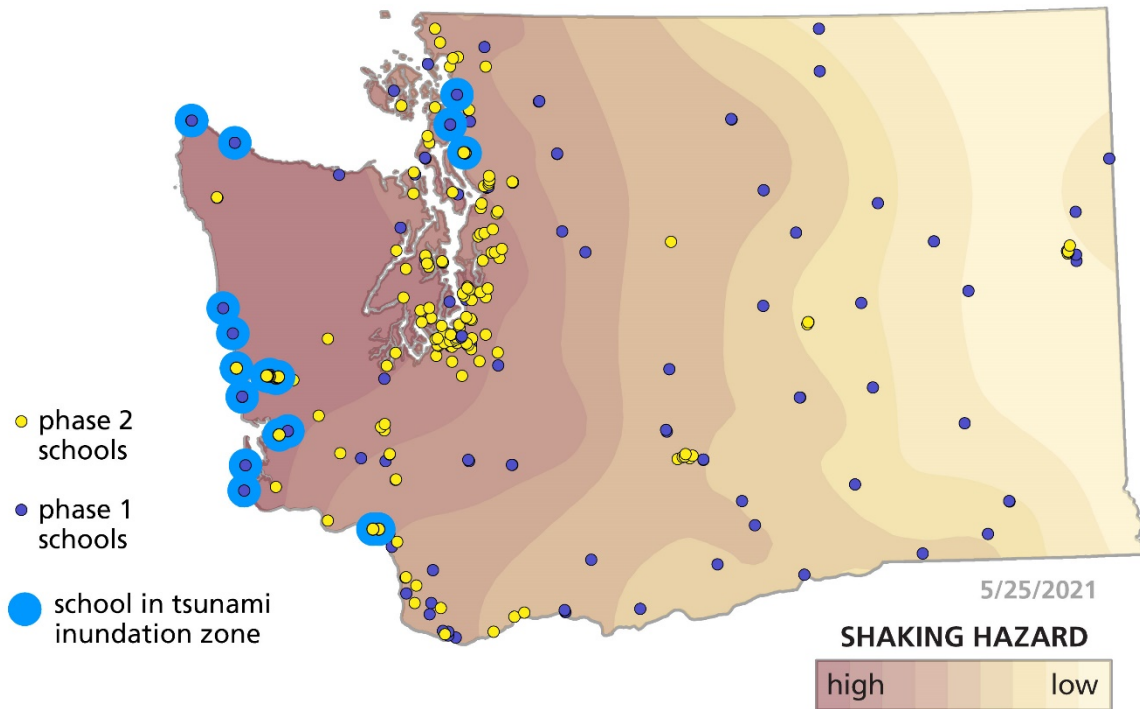 phase 2
schools
phase 1
schools
school in tsunami
inundation zone
5/25/2021
SHAKING HAZARD
high low